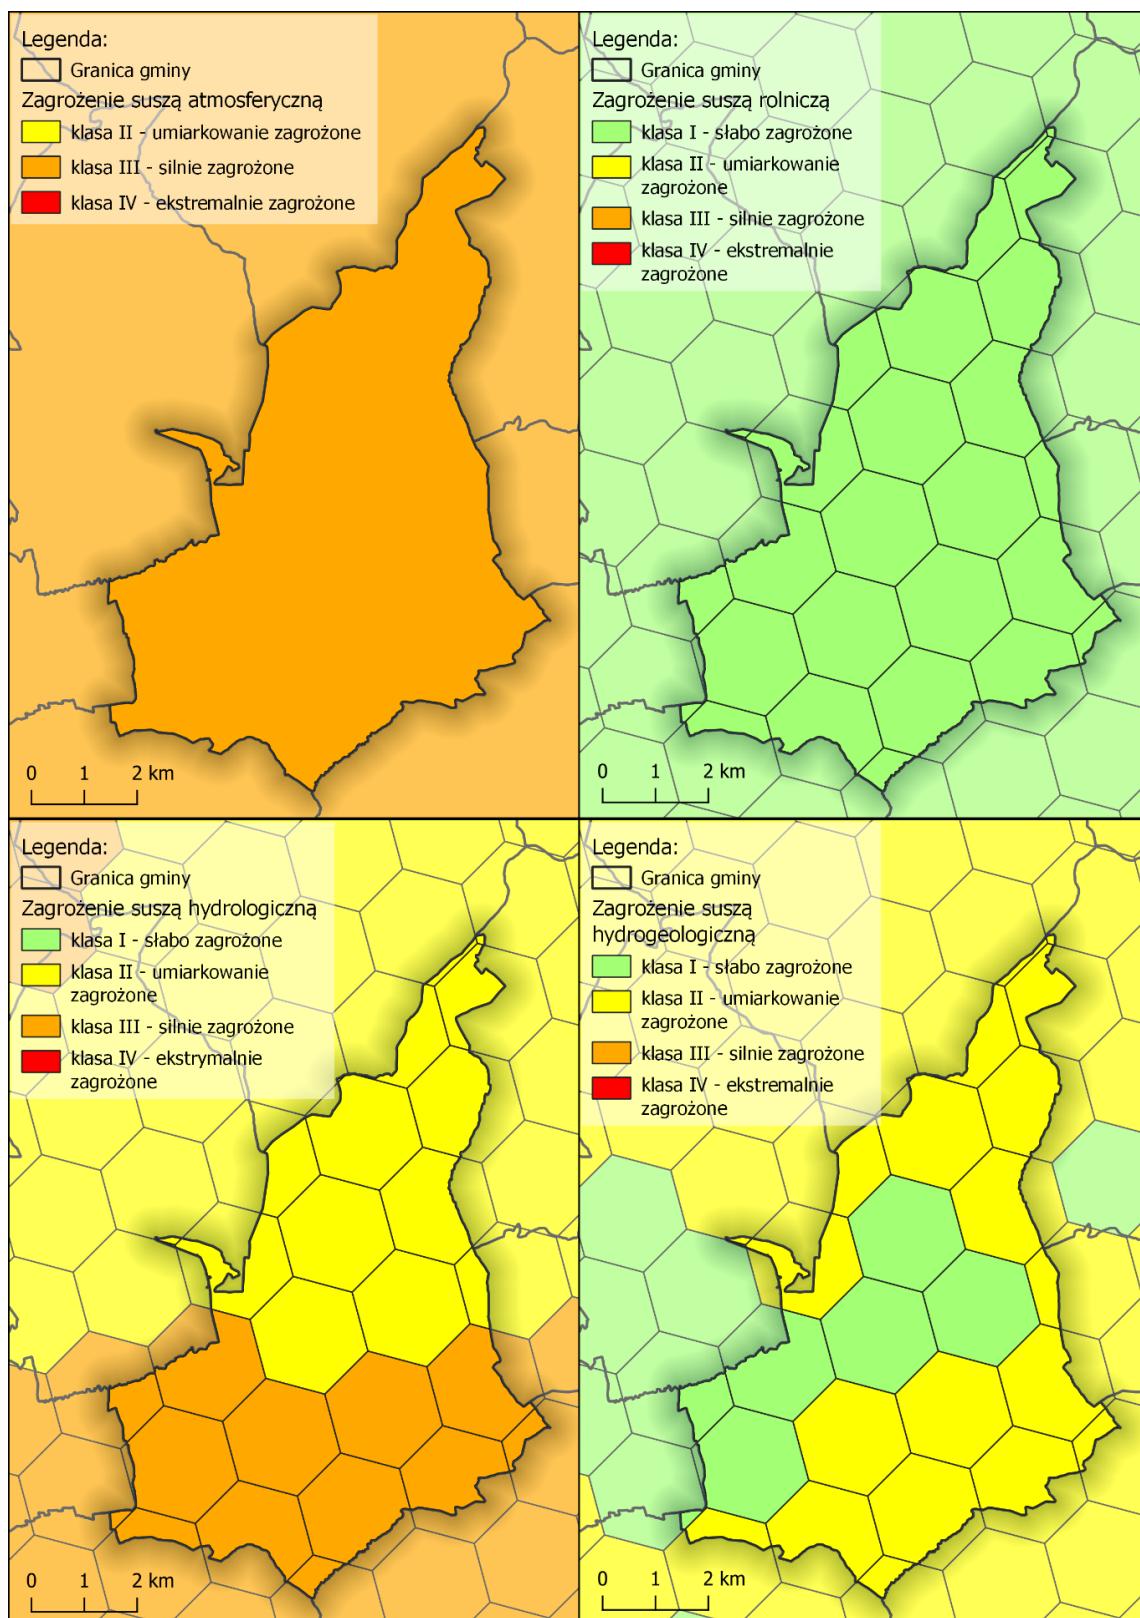 Legenda:
Granica gminy
Zagrożenie suszą atmosferyczną
klasa II - umiarkowanie zagrożone
klasa III - silnie zagrożone
klasa IV - ekstremalnie zagrożone
0 1 2 km
Legenda:
Granica gminy
Zagrożenie suszą rolniczą
klasa I - słabo zagrożone
klasa II - umiarkowanie
zagrożone
klasa III - silnie zagrożone
klasa IV - ekstremalnie
zagrożone
0 1 2 km
Legenda:
Granica gminy
Zagrożenie suszą hydrologiczną
klasa I - słabo zagrożone
klasa II - umiarkowanie
zagrożone
klasa III - silnie zagrożone
klasa IV - ekstrymalnie
zagrożone
0 1 2 km
Legenda:
Granica gminy
Zagrożenie suszą
hydrogeologiczną
klasa I - słabo zagrożone
klasa II - umiarkowanie
zagrożone
klasa III - silnie zagrożone
klasa IV - ekstremalnie
zagrożone
0 1 2 km